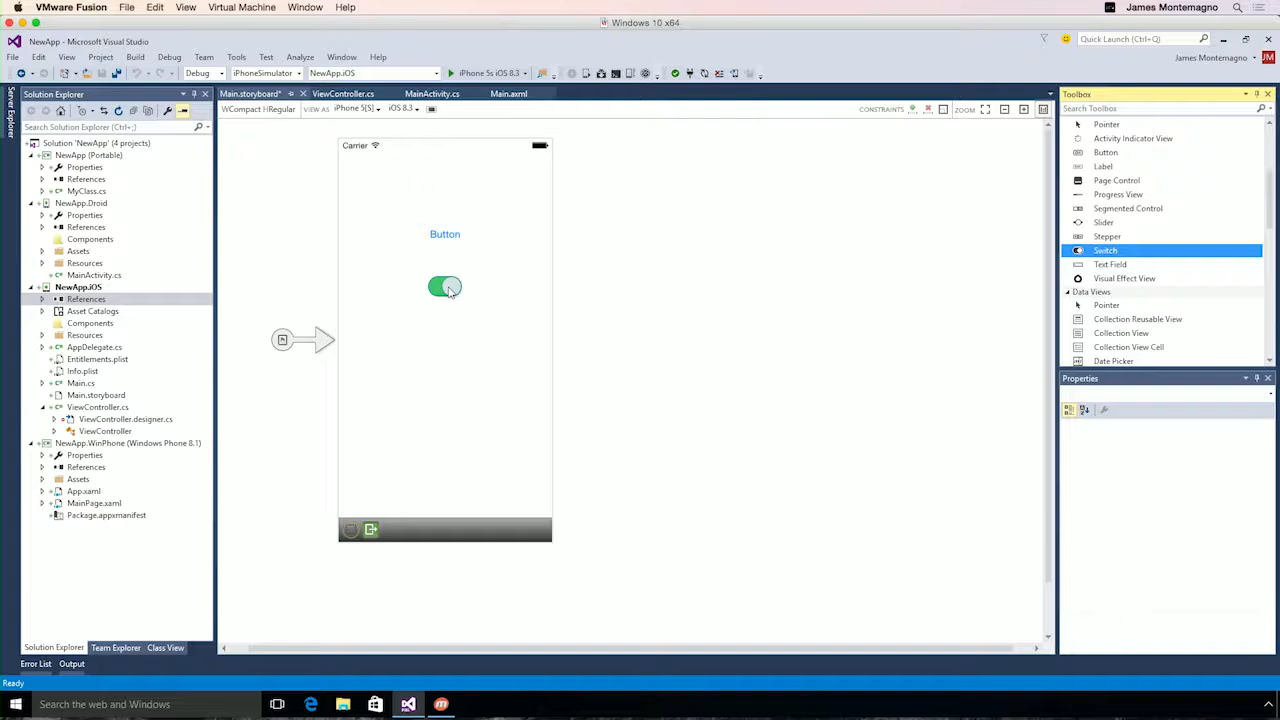 VMware Fusion File Edit View Virtual Machine Window Help James Montemagno
Windows 10 x64
NewApp - Microsoft Visual Studio Quick Launch (Ctrl+Q)
File Edit View Project Build Debug Team Tools Test Analyze Window Help James Montemagno JM
Debug iPhoneSimulator NewApp.iOS iPhone 5s iOS 8.3
Server Explorer
Solution Explorer
Search Solution Explorer (Ctrl+;)
Solution 'NewApp' (4 projects)
NewApp (Portable)
Properties
References
MyClass.cs
NewApp.Droid
Properties
References
Components
Assets
Resources
MainActivity.cs
NewApp.iOS
References
Asset Catalogs
Components
Resources
AppDelegate.cs
Entitlements.plist
Info.plist
Main.cs
Main.storyboard
ViewController.cs
ViewController.designer.cs
ViewController
NewApp.WinPhone (Windows Phone 8.1)
Properties
References
Assets
App.xaml
MainPage.xaml
Package.appxmanifest
Solution Explorer Team Explorer Class View
Main.storyboard* ViewController.cs MainActivity.cs Main.axml
WCompact HRegular iPhone 5[S] iOS 8.3 CONSTRAINTS ZOOM
Carrier
Button
Toolbox
Search Toolbox
Pointer
Activity Indicator View
Button
Label
Page Control
Progress View
Segmented Control
Slider
Stepper
Switch
Text Field
Visual Effect View
Data Views
Pointer
Collection Reusable View
Collection View
Collection View Cell
Date Picker
Properties
Error List Output
Ready
Search the web and Windows